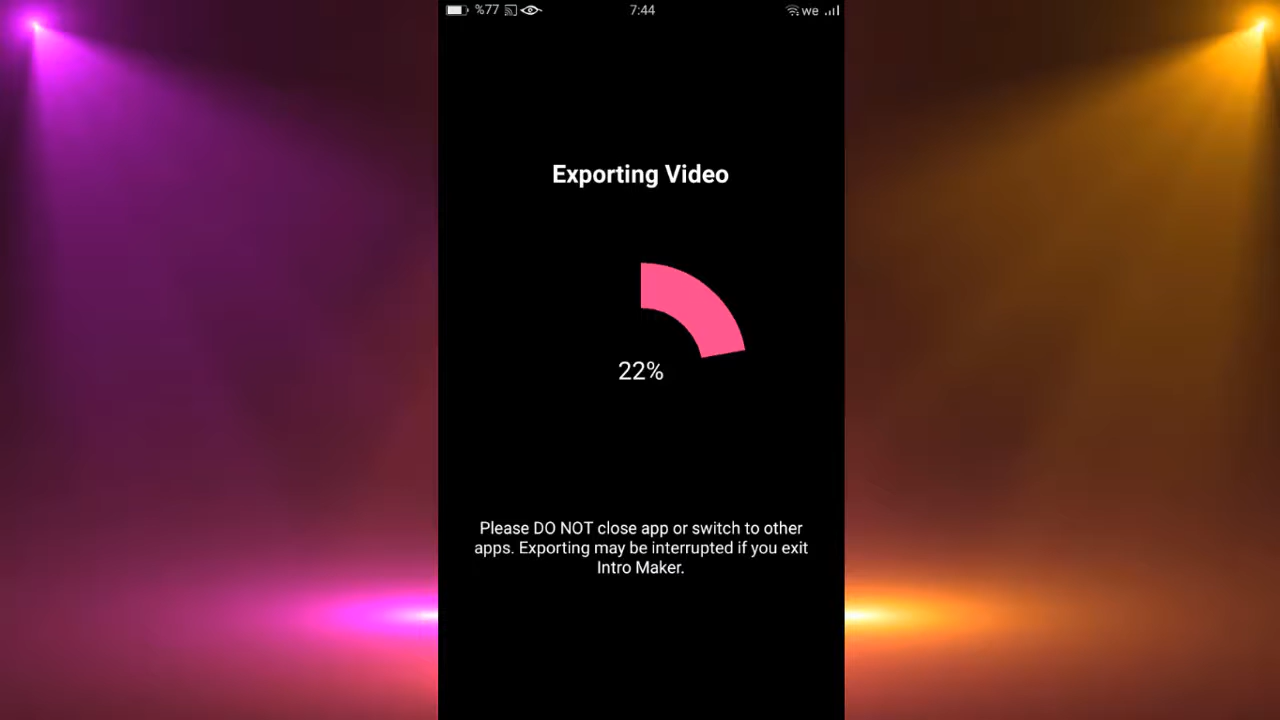 %77 7:44 we
Exporting Video
22%
Please DO NOT close app or switch to other
apps. Exporting may be interrupted if you exit
Intro Maker.